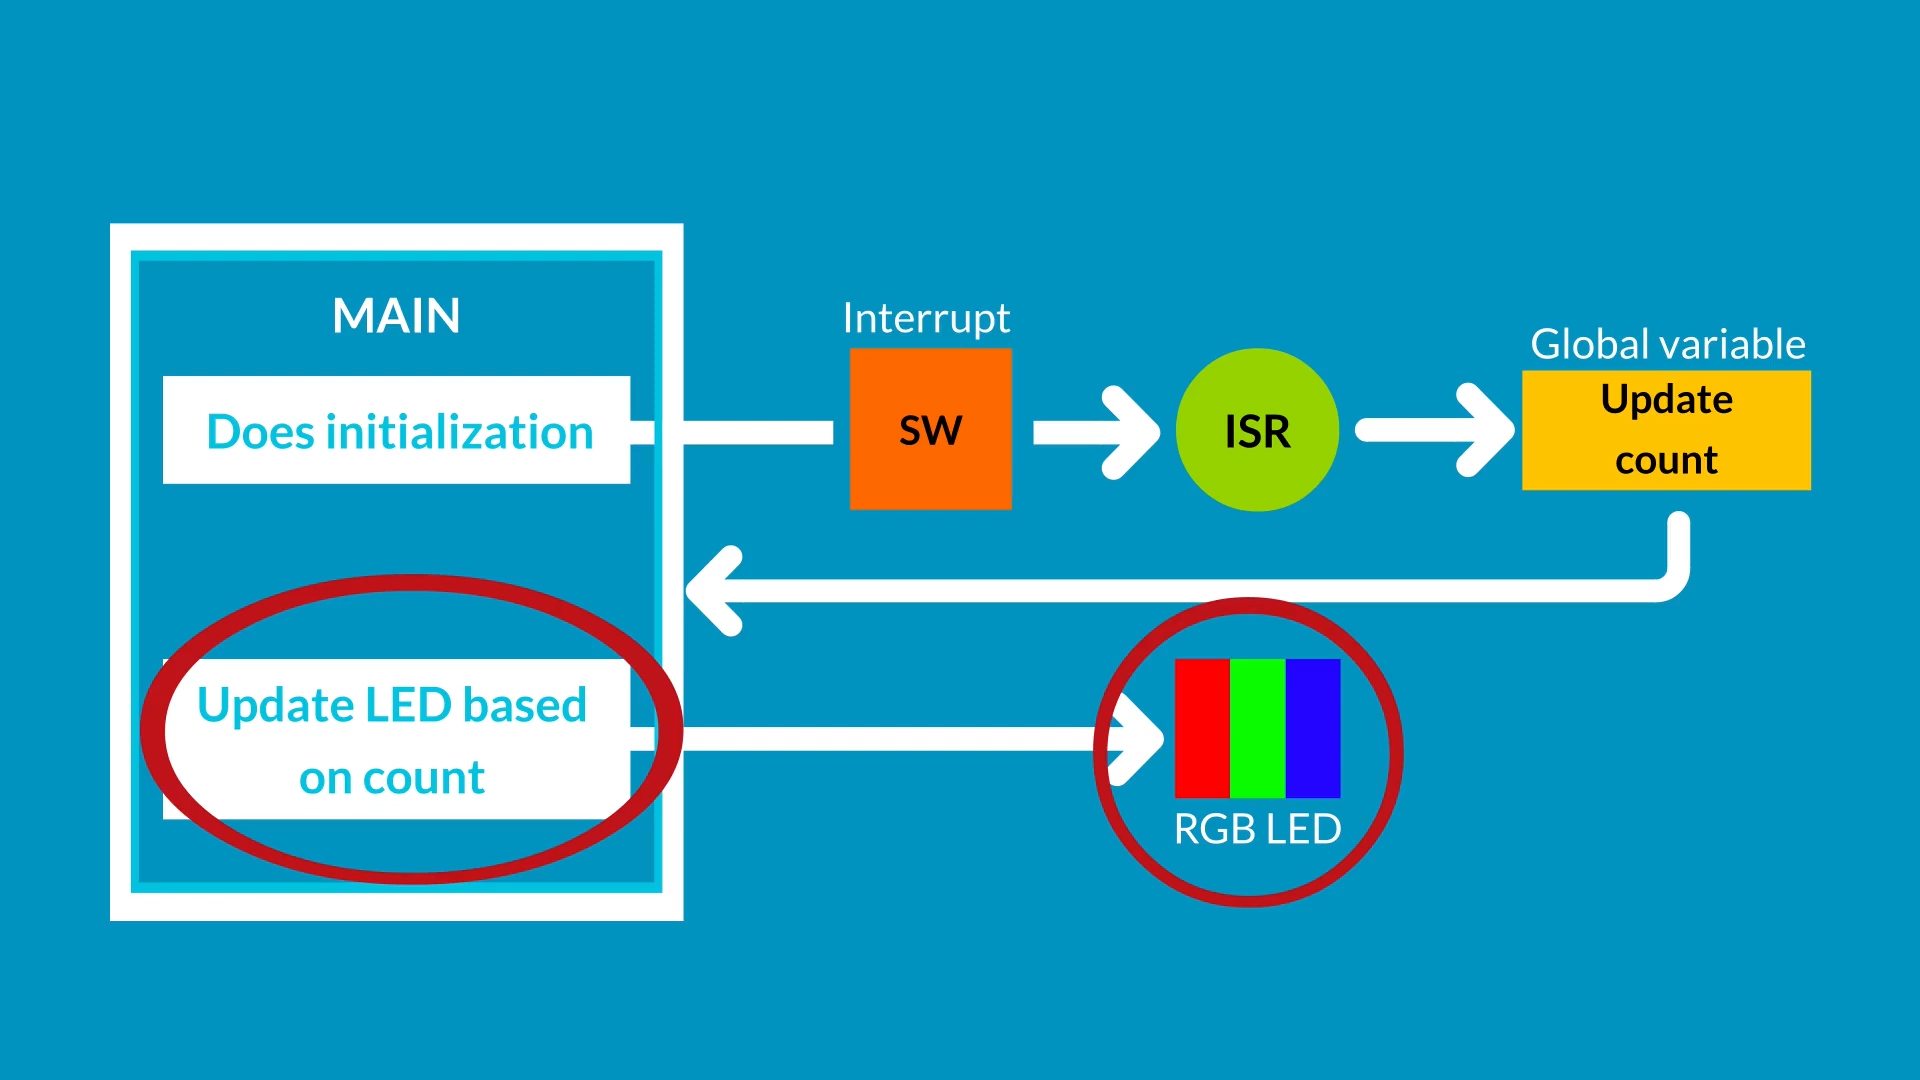 MAIN
Does initialization
Interrupt
SW
ISR
Global variable
Update
count
Update LED based
on count
RGB LED